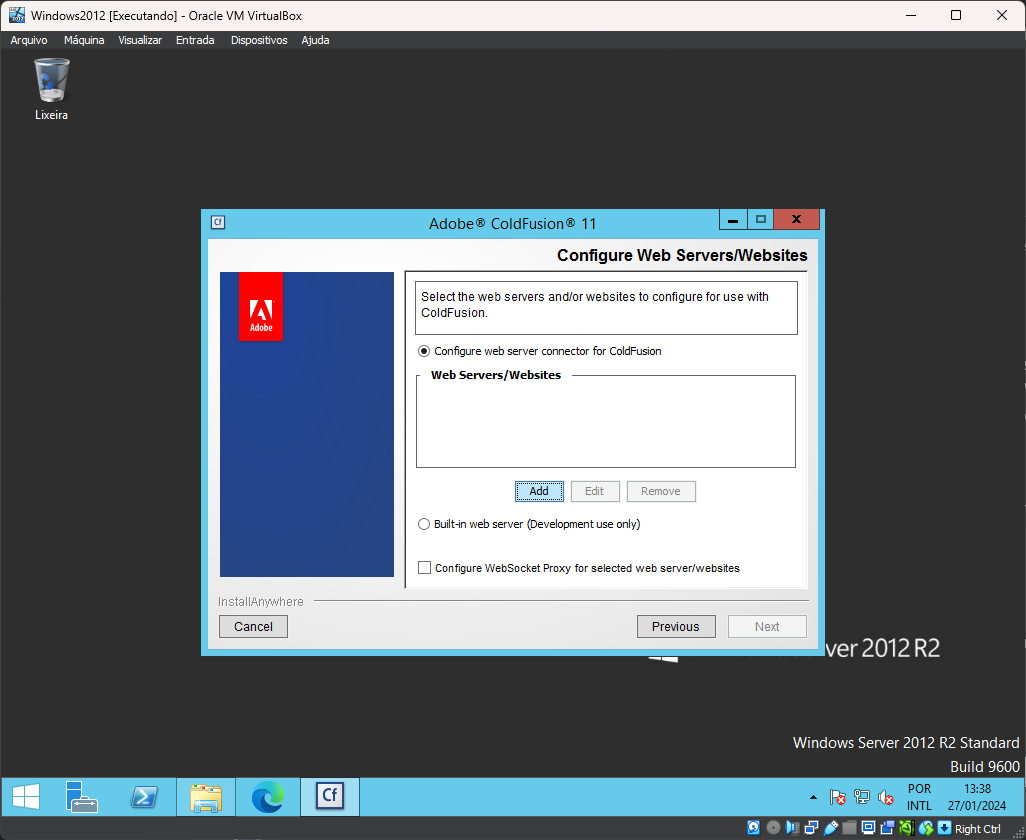 Windows2012 [Executando] - Oracle VM VirtualBox
Arquivo Máquina Visualizar Entrada Dispositivos Ajuda
Lixeira
Cf
Adobe® ColdFusion® 11
Configure Web Servers/Websites
Adobe
Select the web servers and/or websites to configure for use with
ColdFusion.
Configure web server connector for ColdFusion
Web Servers/Websites
Add Edit Remove
Built-in web server (Development use only)
Configure WebSocket Proxy for selected web server/websites
InstallAnywhere
Cancel Previous Next
ver 2012 R2
Windows Server 2012 R2 Standard
Build 9600
Cf
POR 13:38
INTL 27/01/2024
Right Ctrl